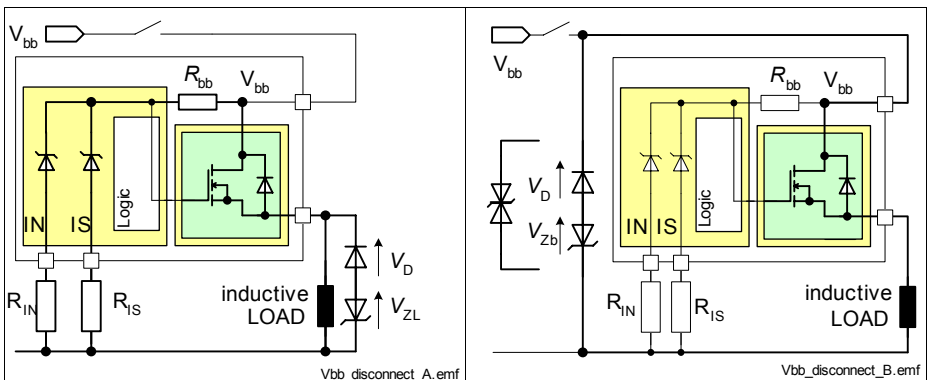 Vbb
Rbb
Vbb
Logic
IN
IS
RIN
RIS
inductive
LOAD
VD
VZL
Vbb_disconnect_A.emf
Vbb
Rbb
Vbb
Logic
VD
VZb
IN
IS
RIN
RIS
inductive
LOAD
Vbb_disconnect_B.emf